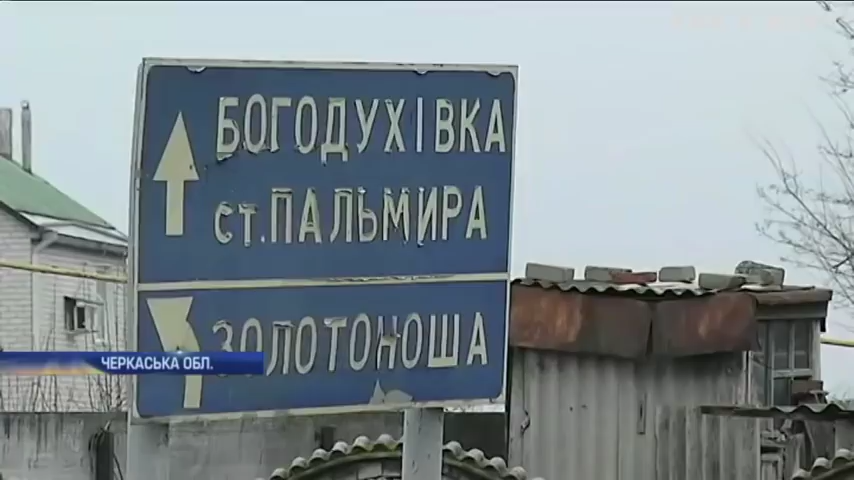 БОГОДУХІВКА
ст.ПАЛЬМИРА
ЗОЛОТОНОША
ЧЕРКАСЬКА ОБЛ.